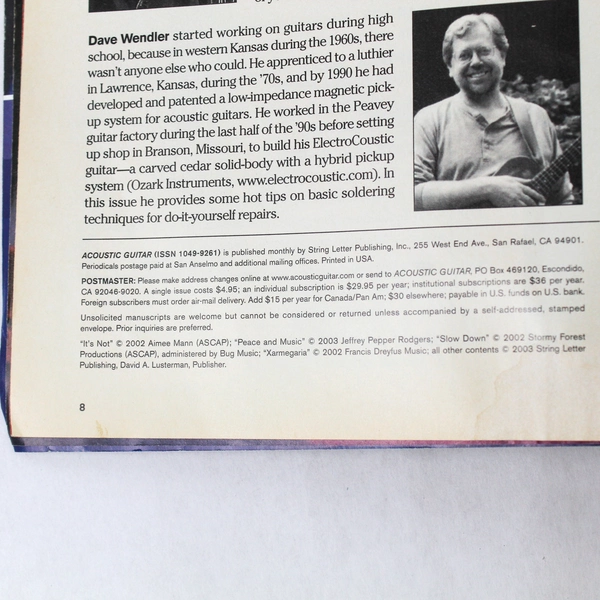 Dave Wendler started working on guitars during high
school, because in western Kansas during the 1960s, there
wasn't anyone else who could. He apprenticed to a luthier
in Lawrence, Kansas, during the '70s, and by 1990 he had
developed and patented a low-impedance magnetic pick-
up system for acoustic guitars. He worked in the Peavey
guitar factory during the last half of the '90s before setting
up shop in Branson, Missouri, to build his ElectroCoustic
guitar—a carved cedar solid-body with a hybrid pickup
system (Ozark Instruments, www.electrocoustic.com). In
this issue he provides some hot tips on basic soldering
techniques for do-it-yourself repairs.
ACOUSTIC GUITAR (ISSN 1049-9261) is published monthly by String Letter Publishing, Inc., 255 West End Ave., San Rafael, CA 94901.
Periodicals postage paid at San Anselmo and additional mailing offices. Printed in USA.
POSTMASTER: Please make address changes online at www.acousticguitar.com or send to ACOUSTIC GUITAR, PO Box 469120, Escondido,
CA 92046-9020. A single issue costs $4.95; an individual subscription is $29.95 per year; institutional subscriptions are $36 per year.
Foreign subscribers must order air-mail delivery. Add $15 per year for Canada/Pan Am; $30 elsewhere; payable in U.S. funds on U.S. bank.
Unsolicited manuscripts are welcome but cannot be considered or returned unless accompanied by a self-addressed, stamped
envelope. Prior inquiries are preferred.
"It's Not" © 2002 Aimee Mann (ASCAP); "Peace and Music" © 2003 Jeffrey Pepper Rodgers; "Slow Down" © 2002 Stormy Forest
Productions (ASCAP), administered by Bug Music; "Xarmegaria" © 2002 Francis Dreyfus Music; all other contents © 2003 String Letter
Publishing, David A. Lusterman, Publisher.
8